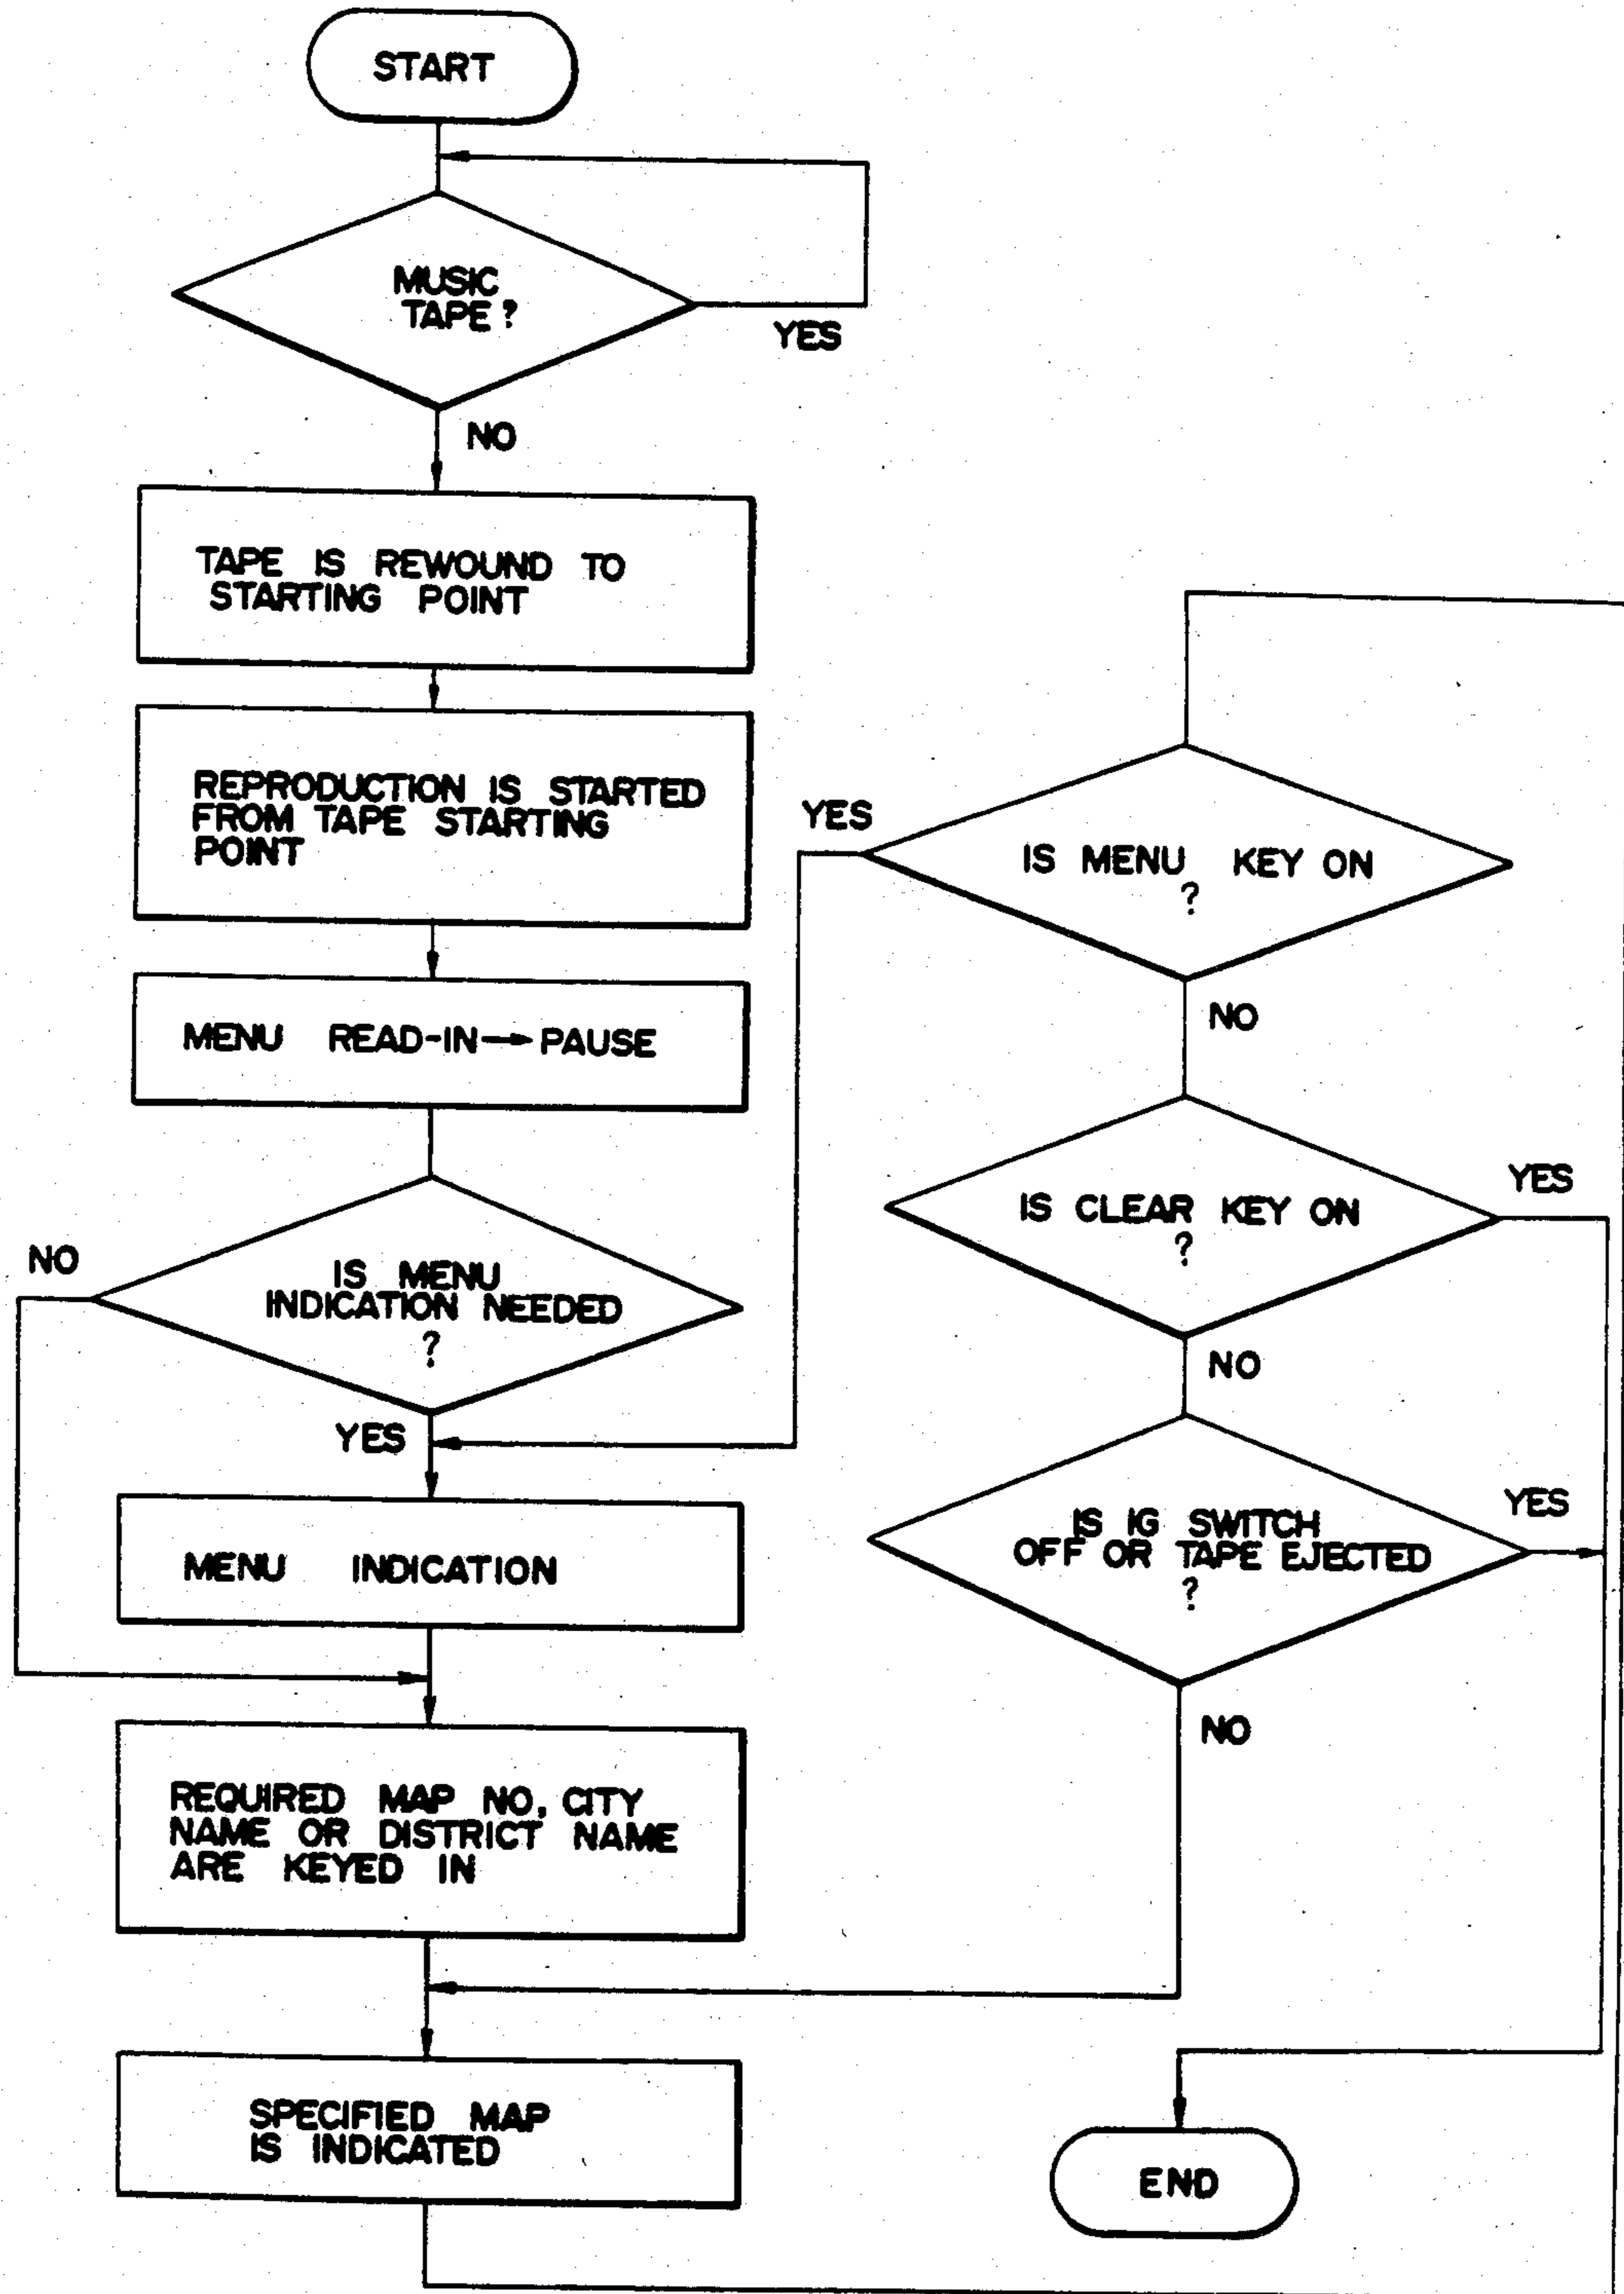 START
MUSIC
TAPE?
YES
NO
TAPE IS REWOUND TO
STARTING POINT
REPRODUCTION IS STARTED
FROM TAPE STARTING
POINT
MENU READ-IN→PAUSE
IS MENU
INDICATION NEEDED
?
NO
YES
MENU INDICATION
REQUIRED MAP NO, CITY
NAME OR DISTRICT NAME
ARE KEYED IN
SPECIFIED MAP
IS INDICATED
YES
IS MENU KEY ON
?
NO
IS CLEAR KEY ON
?
YES
NO
IS IG SWITCH
OFF OR TAPE EJECTED
?
YES
NO
END